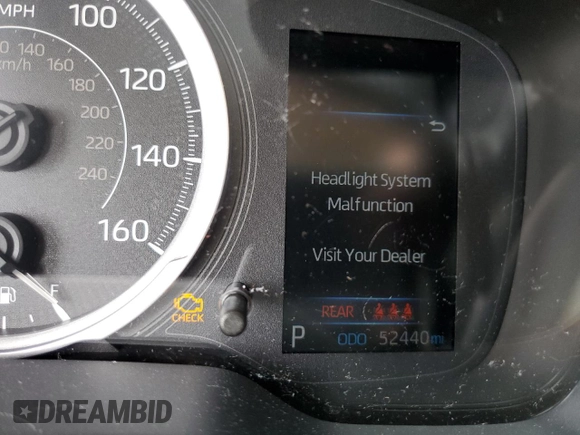 MPH
100
120
140
160
140
160
180
200
220
240
km/h
F
CHECK
Headlight System
Malfunction
Visit Your Dealer
REAR
P ODO 52440 mi
DREAMBID